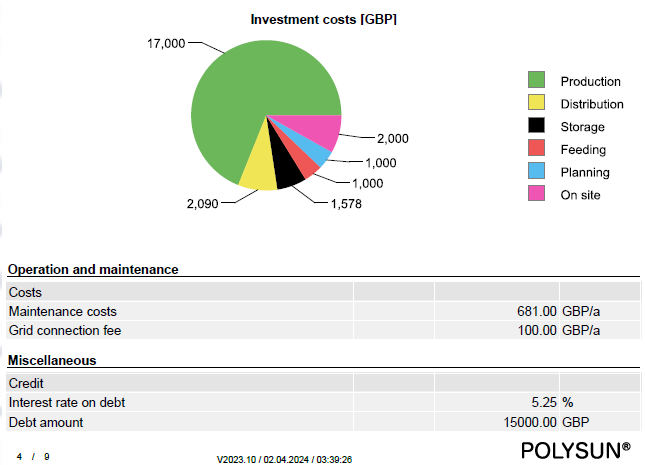 Investment costs [GBP]
17,000
2,000
1,000
1,000
1,578
2,090
Production
Distribution
Storage
Feeding
Planning
On site
Operation and maintenance
Costs
Maintenance costs 681.00 GBP/a
Grid connection fee 100.00 GBP/a
Miscellaneous
Credit
Interest rate on debt 5.25 %
Debt amount 15000.00 GBP
4 / 9 V2023.10 / 02.04.2024 / 03:39:26 POLYSUN®